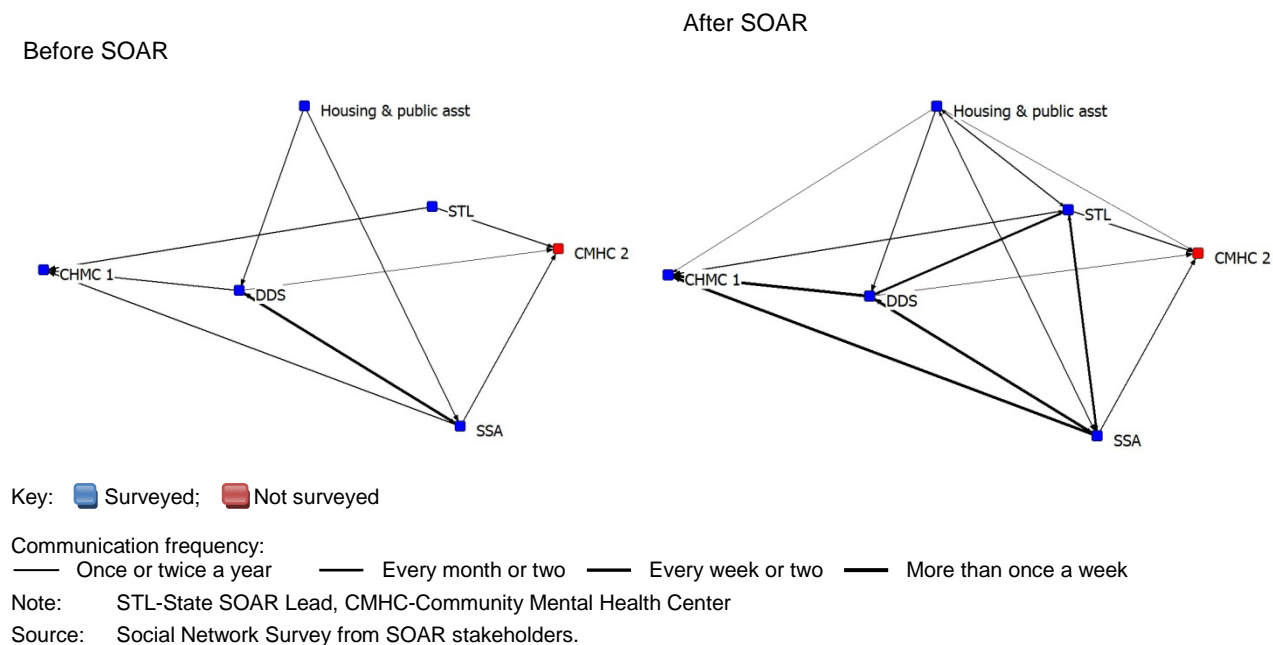 Before SOAR
After SOAR
Housing & public asst
STL
CMHC 2
CHMC 1
DDS
SSA
Housing & public asst
STL
CMHC 2
CHMC 1
DDS
SSA
Key: Surveyed; Not surveyed
Communication frequency:
Once or twice a year Every month or two Every week or two More than once a week
Note: STL-State SOAR Lead, CMHC-Community Mental Health Center
Source: Social Network Survey from SOAR stakeholders.